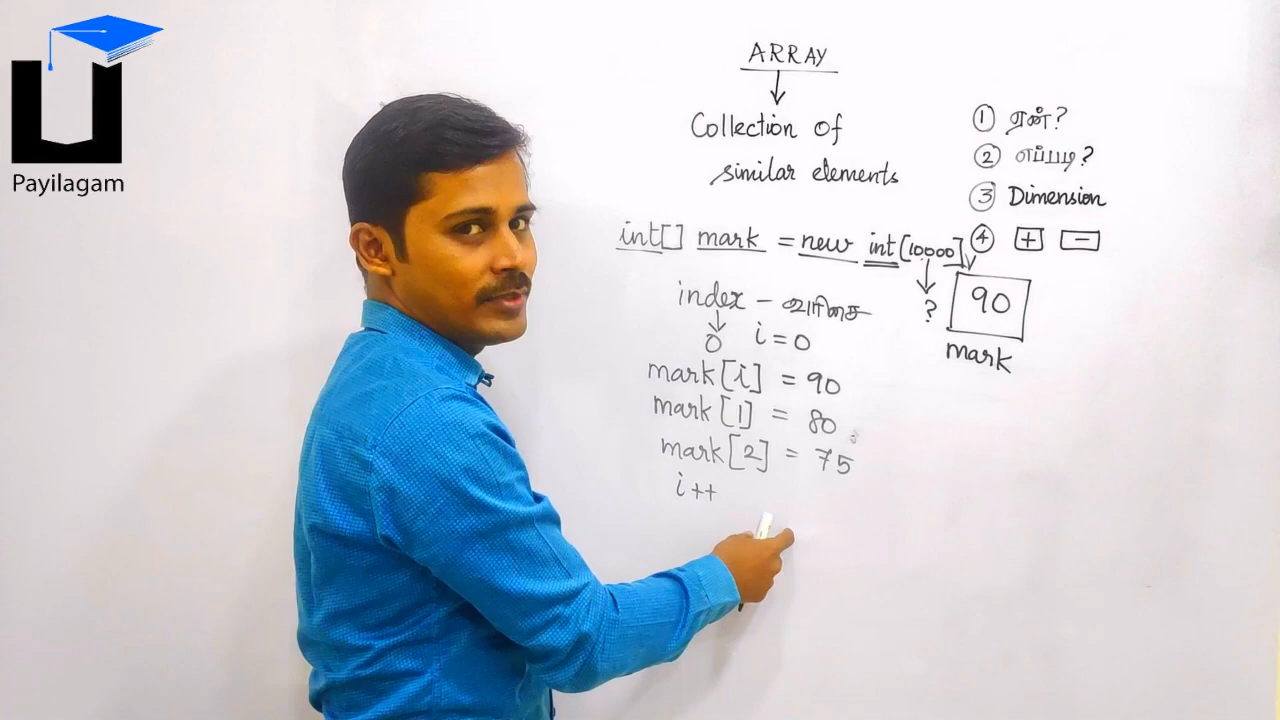 Payilagam
ARRAY
Collection of
similar elements
① ஏன்?
② எப்படி?
③ Dimension
④ + −
int[] mark = new int[10000]
?
90
mark
index - வரிசை
0 i = 0
mark[i] = 90
mark[1] = 80
mark[2] = 75
i++